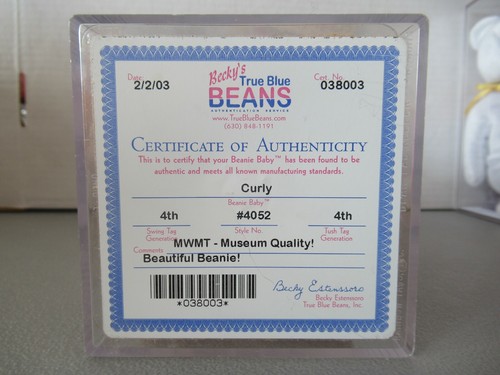 Date:
2/2/03
Becky's
True Blue
BEANS
AUTHENTICATION SERVICE
www.TrueBlueBeans.com
(630) 848-1191
Cert. No.
038003
CERTIFICATE OF AUTHENTICITY
This is to certify that your Beanie Baby™ has been found to be
authentic and meets all known manufacturing standards.
Curly
Beanie Baby™
4th #4052 4th
Swing Tag Generation Style No. Tush Tag Generation
Comments MWMT - Museum Quality!
Beautiful Beanie!
*038003*
Becky Estenssoro
Becky Estenssoro
True Blue Beans, Inc.